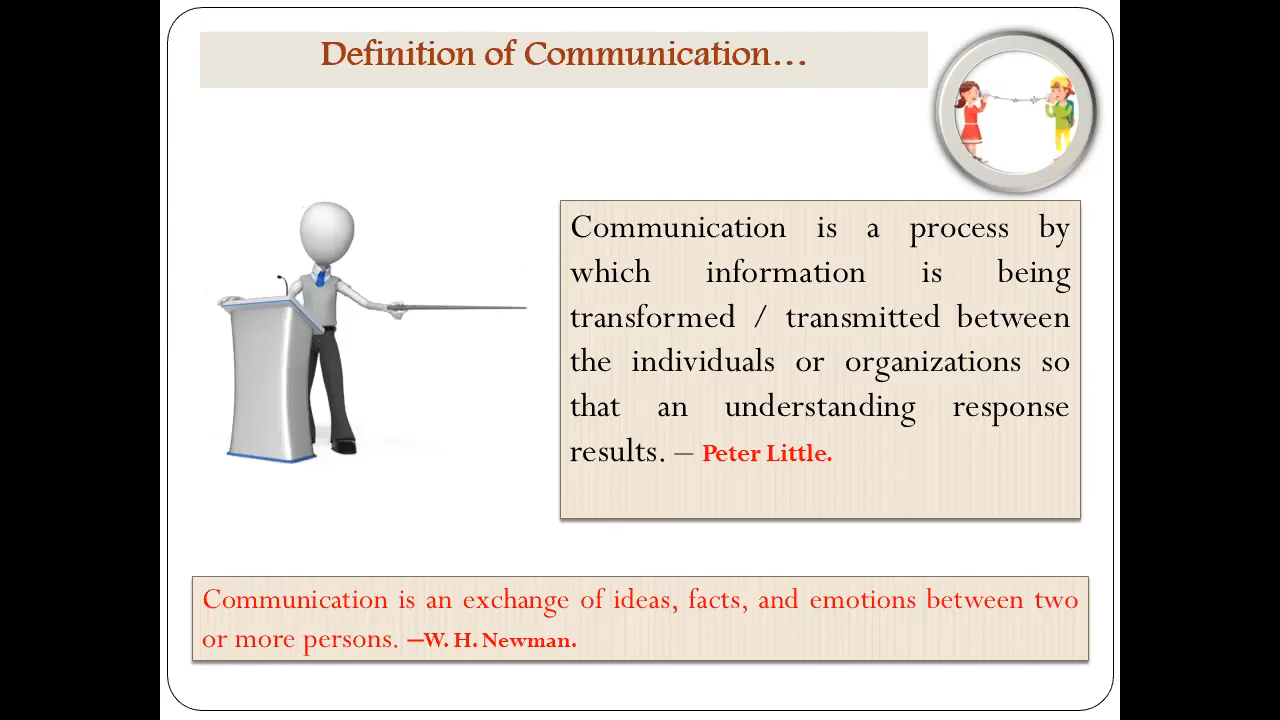 Definition of Communication...
Communication is a process by
which information is being
transformed / transmitted between
the individuals or organizations so
that an understanding response
results. – Peter Little.
Communication is an exchange of ideas, facts, and emotions between two
or more persons. —W. H. Newman.